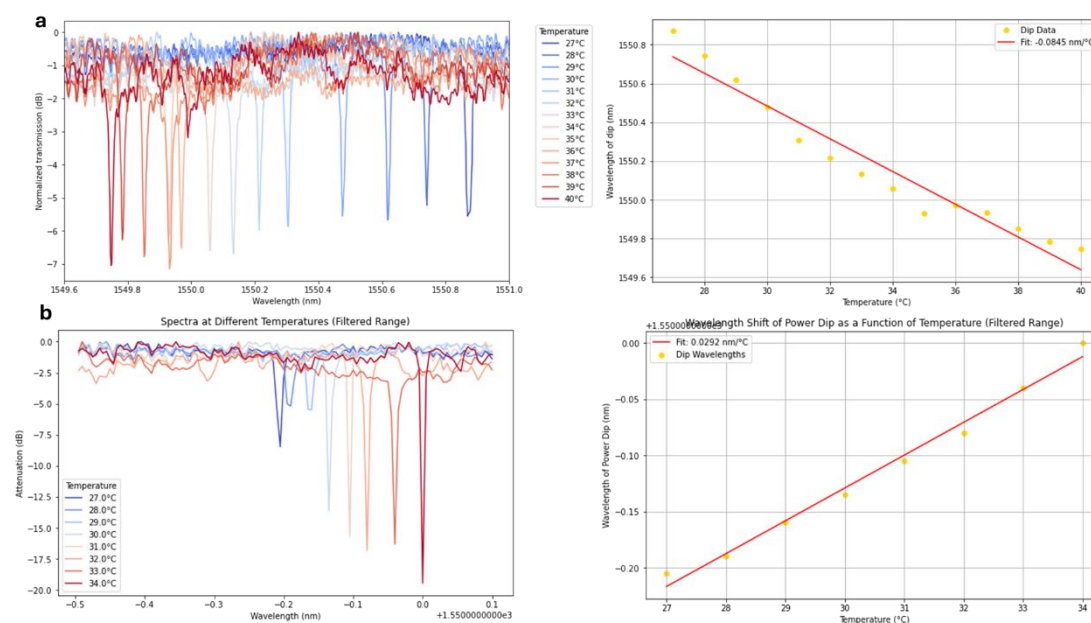 a
0
−1
−2
−3
−4
−5
−6
−7
Normalized transmission (dB)
1549.6 1549.8 1550.0 1550.2 1550.4 1550.6 1550.8 1551.0
Wavelength (nm)
Temperature
27°C
28°C
29°C
30°C
31°C
32°C
33°C
34°C
35°C
36°C
37°C
38°C
39°C
40°C
Dip Data
Fit: -0.0845 nm/°C
1550.8
1550.6
1550.4
1550.2
1550.0
1549.8
1549.6
Wavelength of dip (nm)
28 30 32 34 36 38 40
Temperature (°C)
b
Spectra at Different Temperatures (Filtered Range)
0.0
−2.5
−5.0
−7.5
−10.0
−12.5
−15.0
−17.5
−20.0
Attenuation (dB)
Temperature
27.0°C
28.0°C
29.0°C
30.0°C
31.0°C
32.0°C
33.0°C
34.0°C
−0.5 −0.4 −0.3 −0.2 −0.1 0.0 0.1
Wavelength (nm)
+1.5500000000e3
Wavelength Shift of Power Dip as a Function of Temperature (Filtered Range)
+1.5500000000e3
Fit: 0.0292 nm/°C
Dip Wavelengths
0.00
−0.05
−0.10
−0.15
−0.20
Wavelength of Power Dip (nm)
27 28 29 30 31 32 33 34
Temperature (°C)